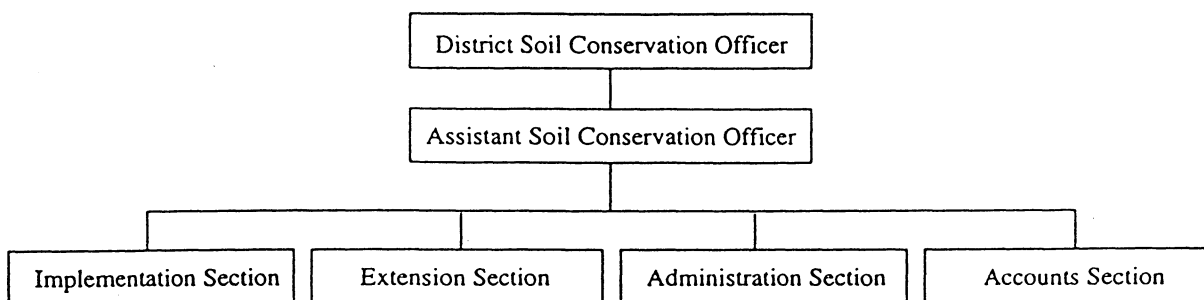 District Soil Conservation Officer
Assistant Soil Conservation Officer
Implementation Section
Extension Section
Administration Section
Accounts Section